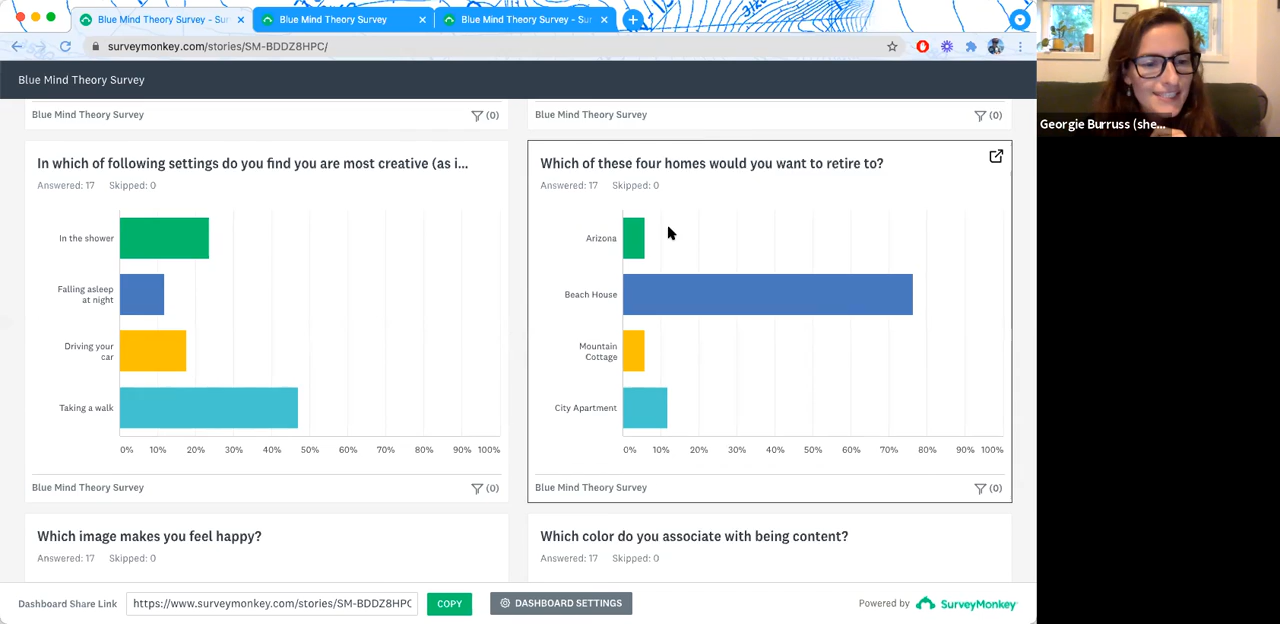 Blue Mind Theory Survey - Sur
Blue Mind Theory Survey
Blue Mind Theory Survey - Sur
surveymonkey.com/stories/SM-BDDZ8HPC/
Blue Mind Theory Survey
Blue Mind Theory Survey
(0)
Blue Mind Theory Survey
(0)
In which of following settings do you find you are most creative (as i...
Answered: 17 Skipped: 0
In the shower
Falling asleep
at night
Driving your
car
Taking a walk
0% 10% 20% 30% 40% 50% 60% 70% 80% 90% 100%
Blue Mind Theory Survey
(0)
Which of these four homes would you want to retire to?
Answered: 17 Skipped: 0
Arizona
Beach House
Mountain
Cottage
City Apartment
0% 10% 20% 30% 40% 50% 60% 70% 80% 90% 100%
Blue Mind Theory Survey
(0)
Which image makes you feel happy?
Answered: 17 Skipped: 0
Which color do you associate with being content?
Answered: 17 Skipped: 0
Dashboard Share Link
https://www.surveymonkey.com/stories/SM-BDDZ8HPC
COPY
DASHBOARD SETTINGS
Powered by SurveyMonkey
Georgie Burruss (she...